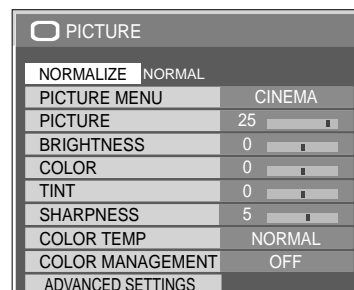 PICTURE
NORMALIZE NORMAL
PICTURE MENU CINEMA
PICTURE 25
BRIGHTNESS 0
COLOR 0
TINT 0
SHARPNESS 5
COLOR TEMP NORMAL
COLOR MANAGEMENT OFF
ADVANCED SETTINGS